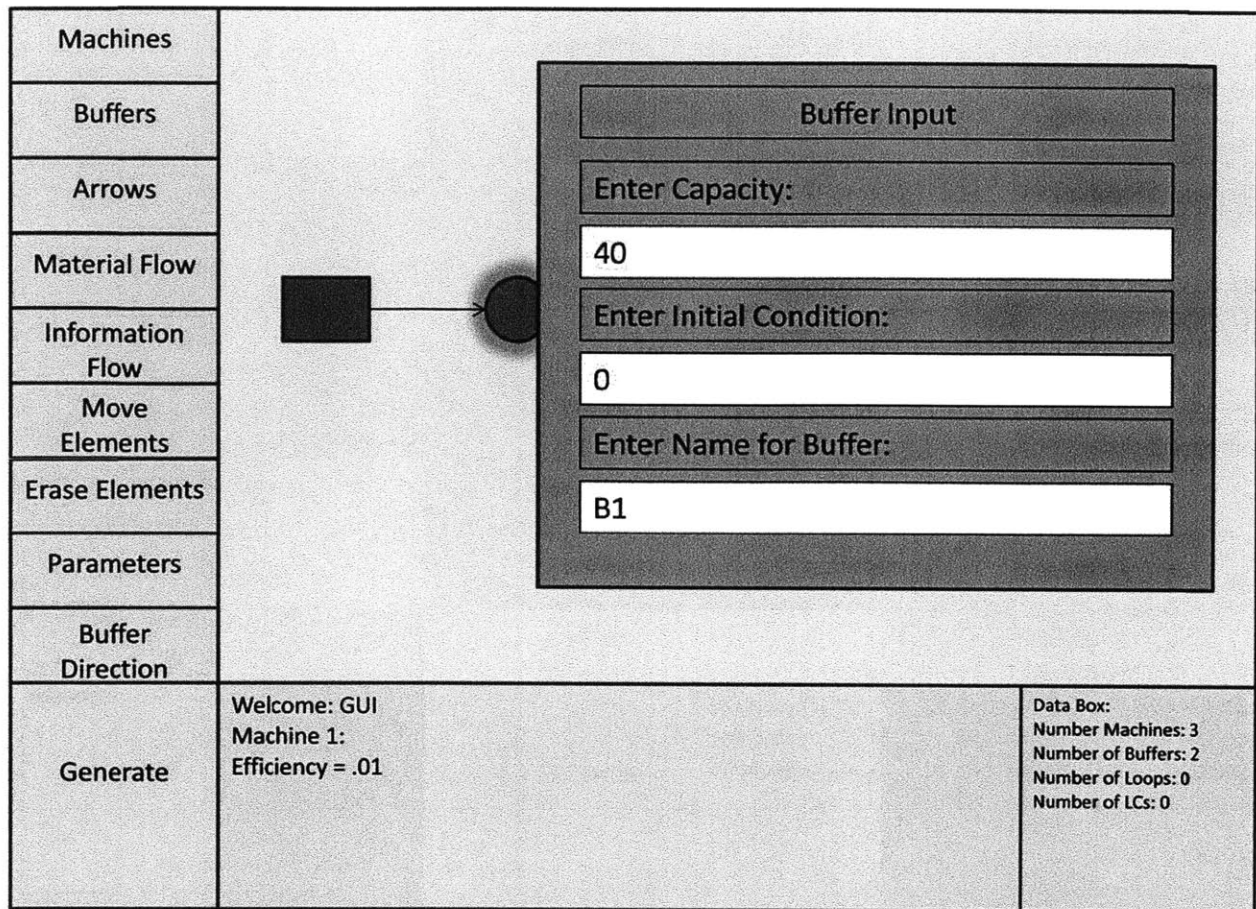 Machines
Buffers
Arrows
Material Flow
Information
Flow
Move
Elements
Erase Elements
Parameters
Buffer
Direction
Generate
Buffer Input
Enter Capacity:
40
Enter Initial Condition:
0
Enter Name for Buffer:
B1
Welcome: GUI
Machine 1:
Efficiency = .01
Data Box:
Number Machines: 3
Number of Buffers: 2
Number of Loops: 0
Number of LCs: 0